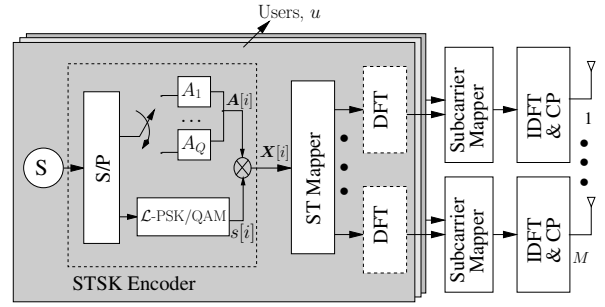 Users, u
S
S/P
A₁
...
A_Q
A[i]
ℒ-PSK/QAM
s[i]
X[i]
STSK Encoder
ST Mapper
DFT
DFT
Subcarrier
Mapper
Subcarrier
Mapper
IDFT
& CP
IDFT
& CP
1
M